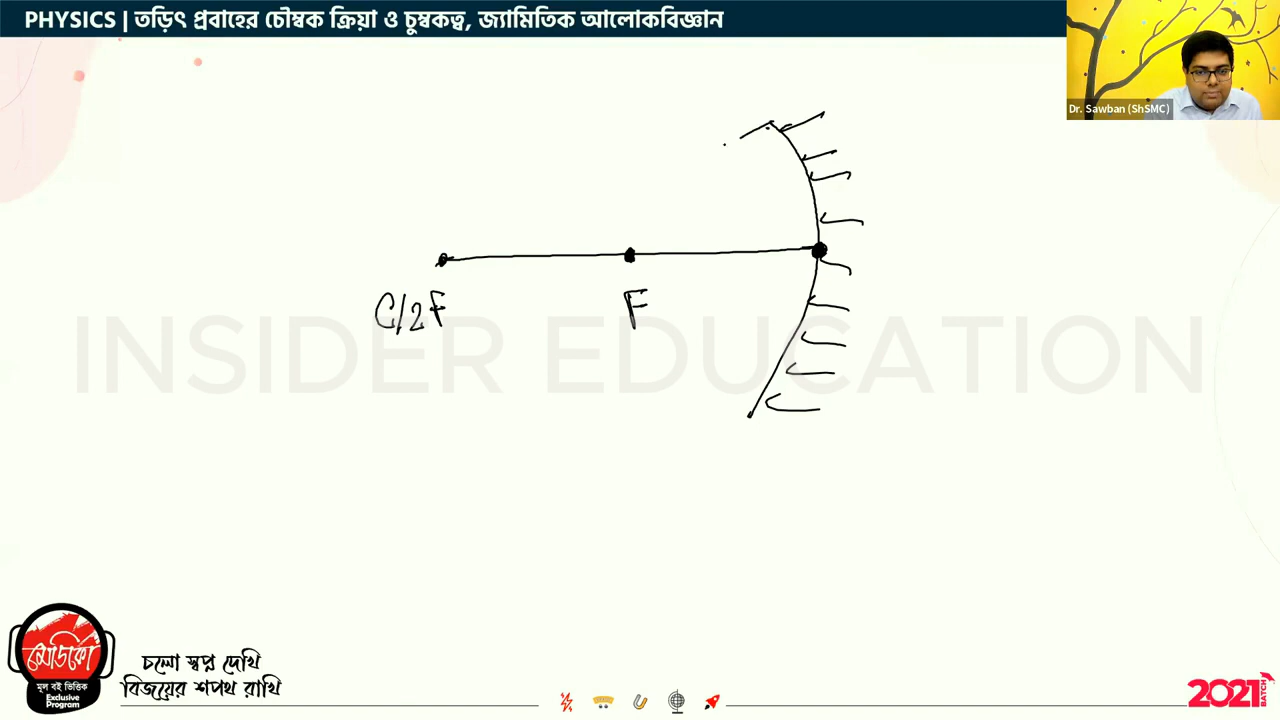 PHYSICS | তড়িৎ প্রবাহের চৌম্বক ক্রিয়া ও চুম্বকত্ব, জ্যামিতিক আলোকবিজ্ঞান
Dr. Sawban (ShSMC)
C/2F
F
INSIDER EDUCATION
মেডিকো
মূল বই ভিত্তিক
Exclusive
Program
চলো স্বপ্ন দেখি
বিজয়ের শপথ রাখি
2021 BATCH